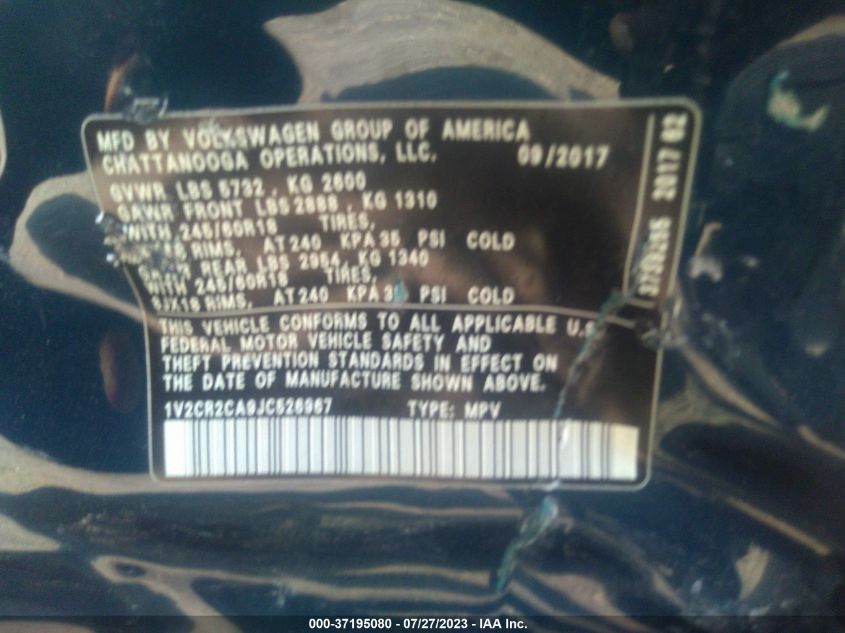 MFD BY VOLKSWAGEN GROUP OF AMERICA
CHATTANOOGA OPERATIONS, LLC. 09/2017
GVWR LBS 5732 , KG 2600
GAWR FRONT LBS 2888 , KG 1310
WITH 245/60R18 TIRES,
RIMS, AT 240 KPA 35 PSI COLD
REAR LBS 2954, KG 1340
WITH 245/60R18 TIRES,
8JX18 RIMS, AT 240 KPA PSI COLD
THIS VEHICLE CONFORMS TO ALL APPLICABLE U.S
FEDERAL MOTOR VEHICLE SAFETY AND
THEFT PREVENTION STANDARDS IN EFFECT ON
THE DATE OF MANUFACTURE SHOWN ABOVE.
1V2CR2CA9JC526967 TYPE: MPV
2017 62
000-37195080 - 07/27/2023 - IAA Inc.